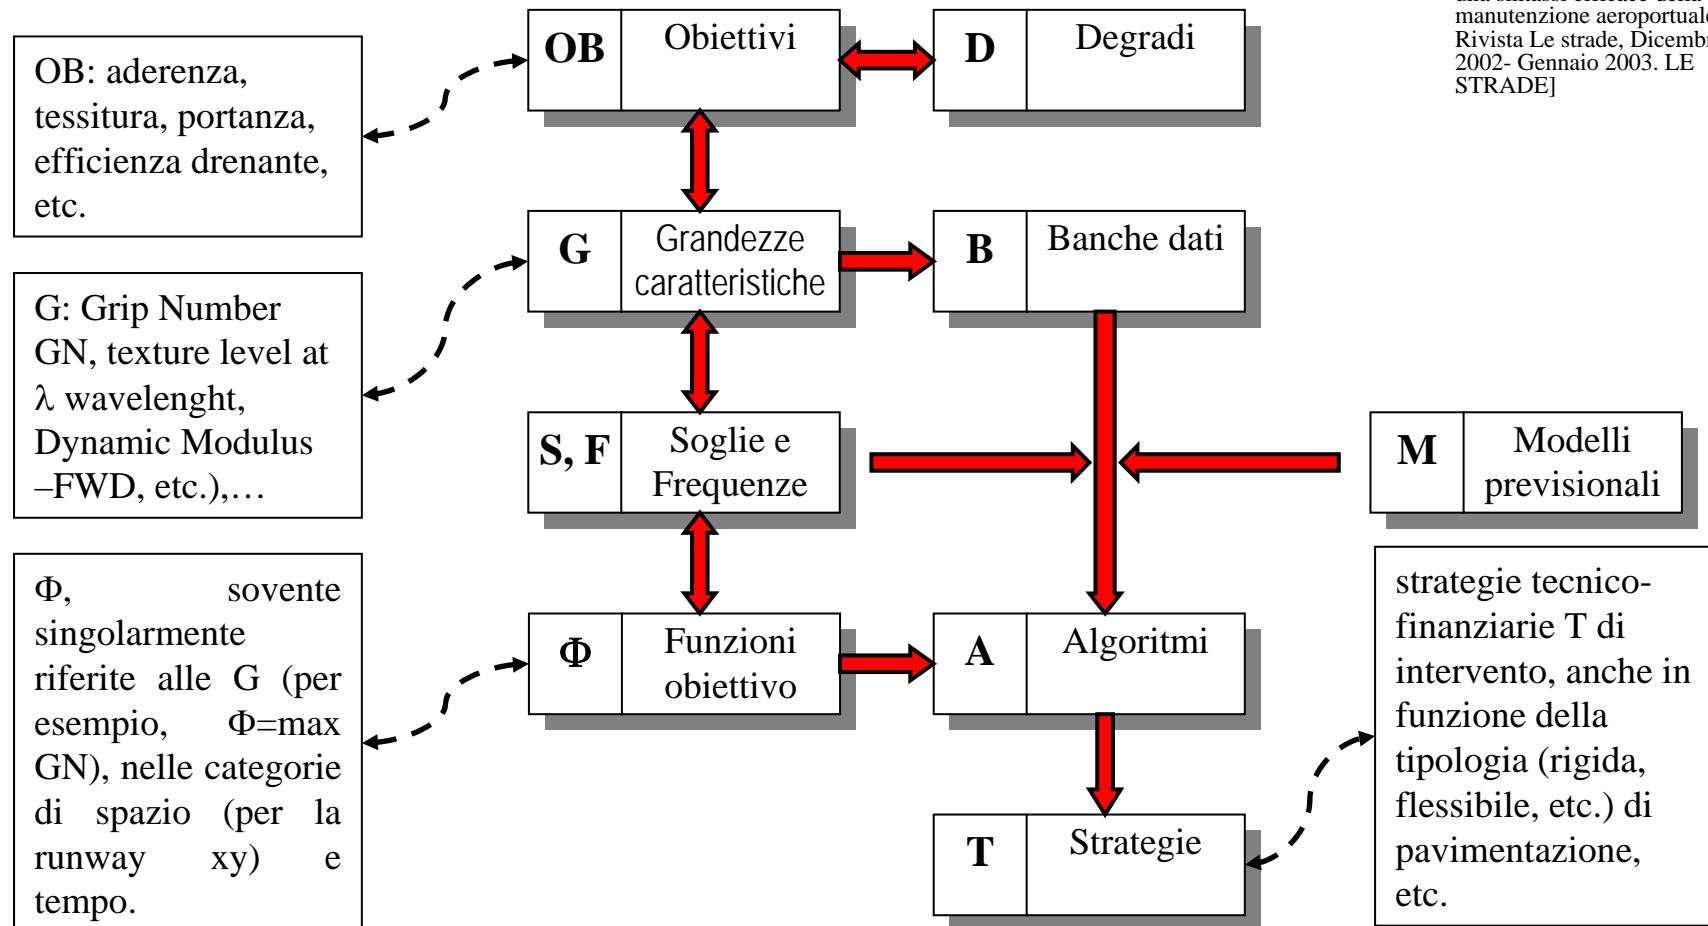 manutenzione aeroportuale
Rivista Le strade, Dicemb
2002- Gennaio 2003. LE
STRADE]
OB: aderenza,
tessitura, portanza,
efficienza drenante,
etc.
OB Obiettivi
D Degradi
G: Grip Number
GN, texture level at
λ wavelenght,
Dynamic Modulus
–FWD, etc.),…
G Grandezze
caratteristiche
B Banche dati
S, F Soglie e
Frequenze
M Modelli
previsionali
Φ, sovente
singolarmente
riferite alle G (per
esempio, Φ=max
GN), nelle categorie
di spazio (per la
runway xy) e
tempo.
Φ Funzioni
obiettivo
A Algoritmi
T Strategie
strategie tecnico-
finanziarie T di
intervento, anche in
funzione della
tipologia (rigida,
flessibile, etc.) di
pavimentazione,
etc.